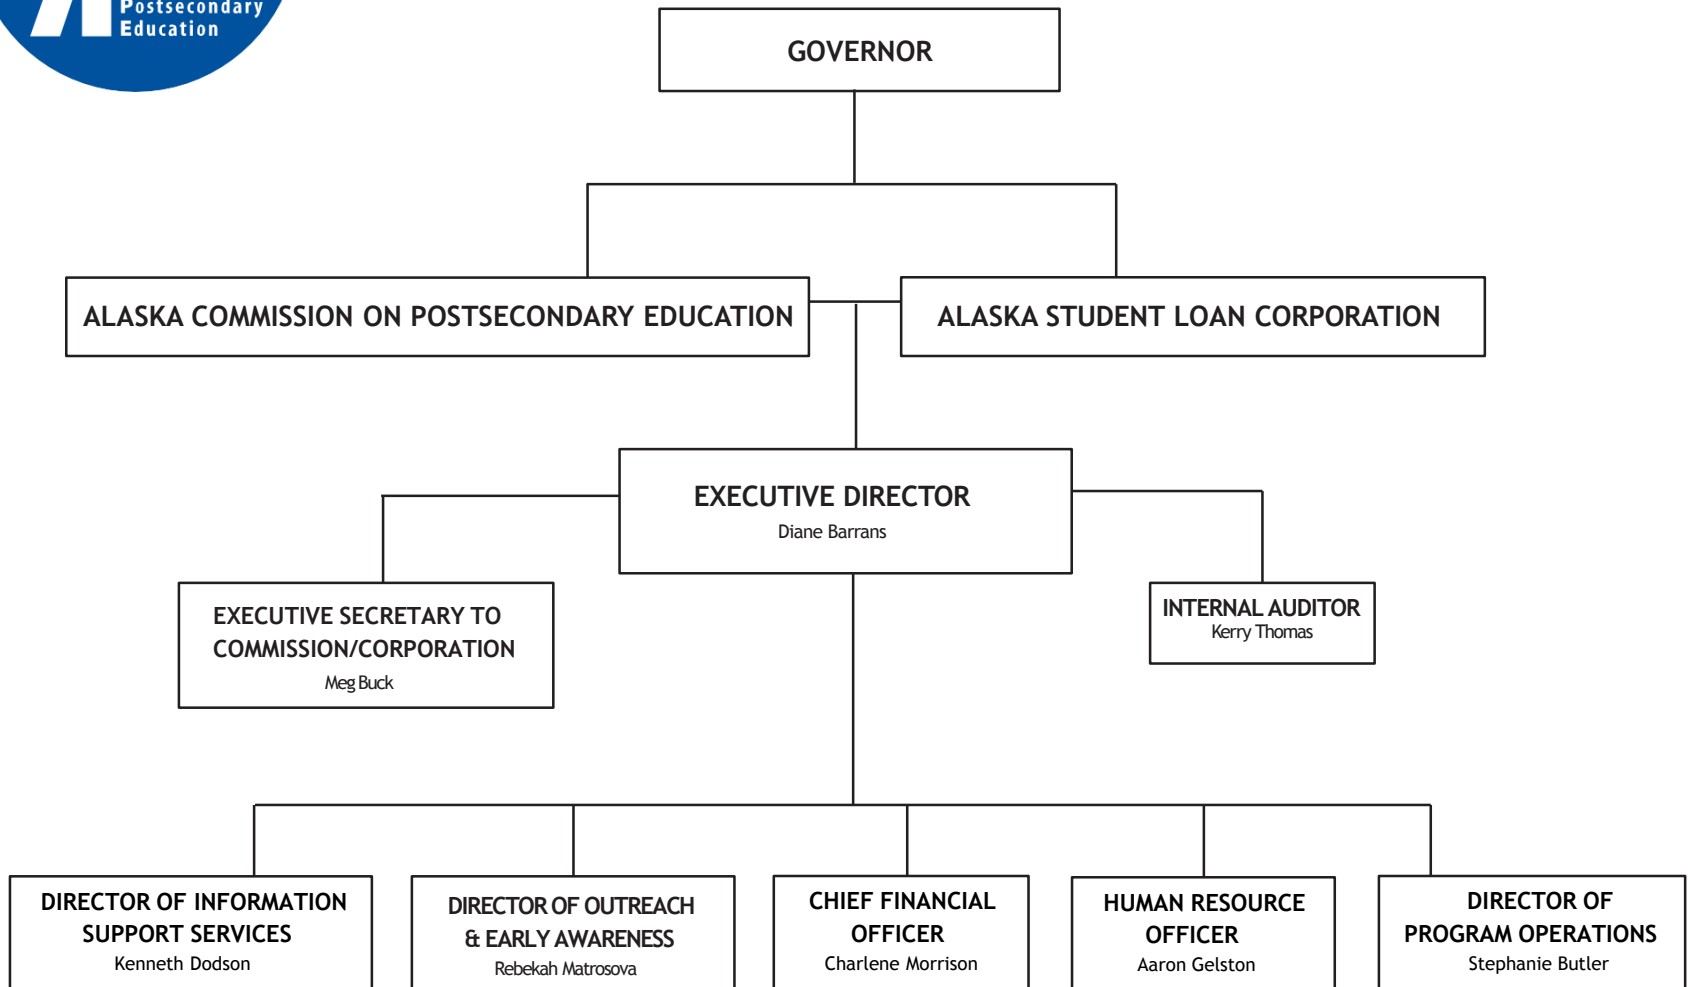 Postsecondary
Education
GOVERNOR
ALASKA COMMISSION ON POSTSECONDARY EDUCATION
ALASKA STUDENT LOAN CORPORATION
EXECUTIVE DIRECTOR
Diane Barrans
EXECUTIVE SECRETARY TO
COMMISSION/CORPORATION
Meg Buck
INTERNAL AUDITOR
Kerry Thomas
DIRECTOR OF INFORMATION
SUPPORT SERVICES
Kenneth Dodson
DIRECTOR OF OUTREACH
& EARLY AWARENESS
Rebekah Matrosova
CHIEF FINANCIAL
OFFICER
Charlene Morrison
HUMAN RESOURCE
OFFICER
Aaron Gelston
DIRECTOR OF
PROGRAM OPERATIONS
Stephanie Butler